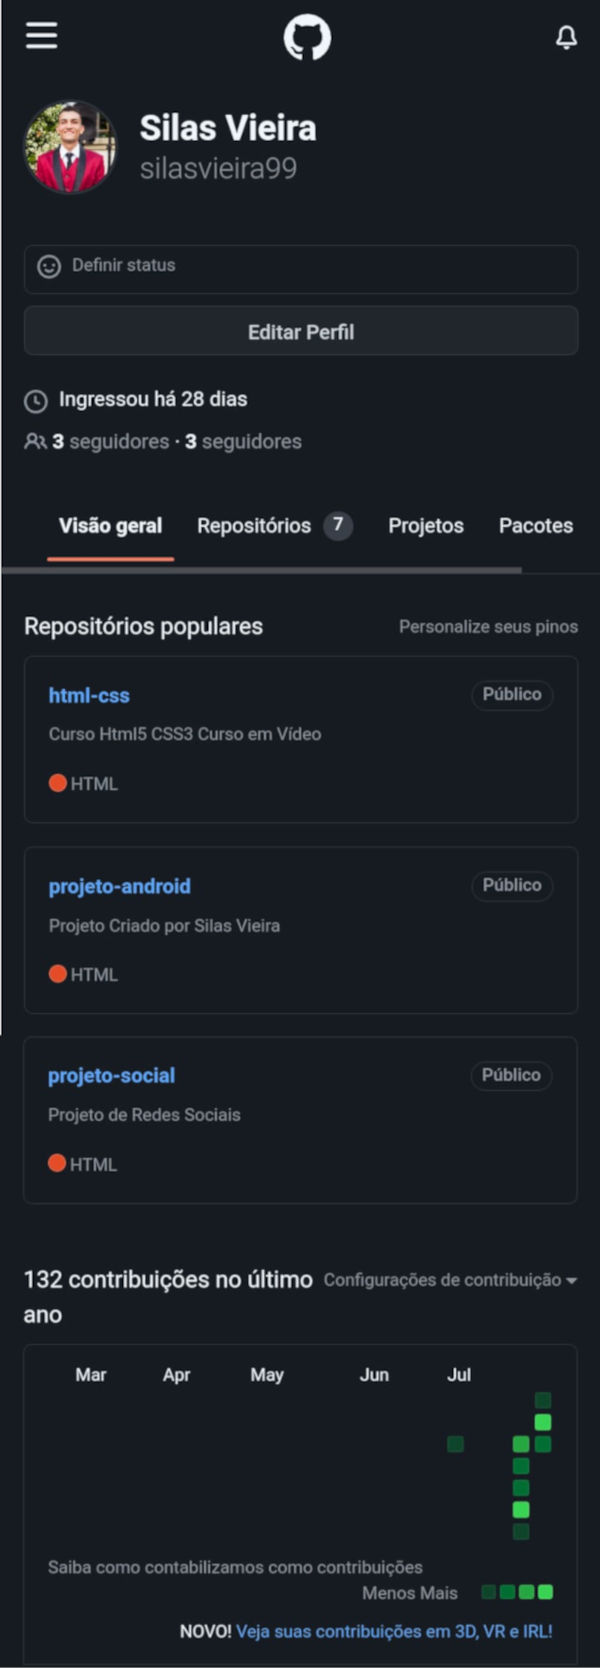 Silas Vieira
silasvieira99
Definir status
Editar Perfil
Ingressou há 28 dias
3 seguidores · 3 seguidores
Visão geral Repositórios 7 Projetos Pacotes
Repositórios populares Personalize seus pinos
html-css Público
Curso Html5 CSS3 Curso em Vídeo
HTML
projeto-android Público
Projeto Criado por Silas Vieira
HTML
projeto-social Público
Projeto de Redes Sociais
HTML
132 contribuições no último Configurações de contribuição
ano
Mar Apr May Jun Jul
Saiba como contabilizamos como contribuições
Menos Mais
NOVO! Veja suas contribuições em 3D, VR e IRL!